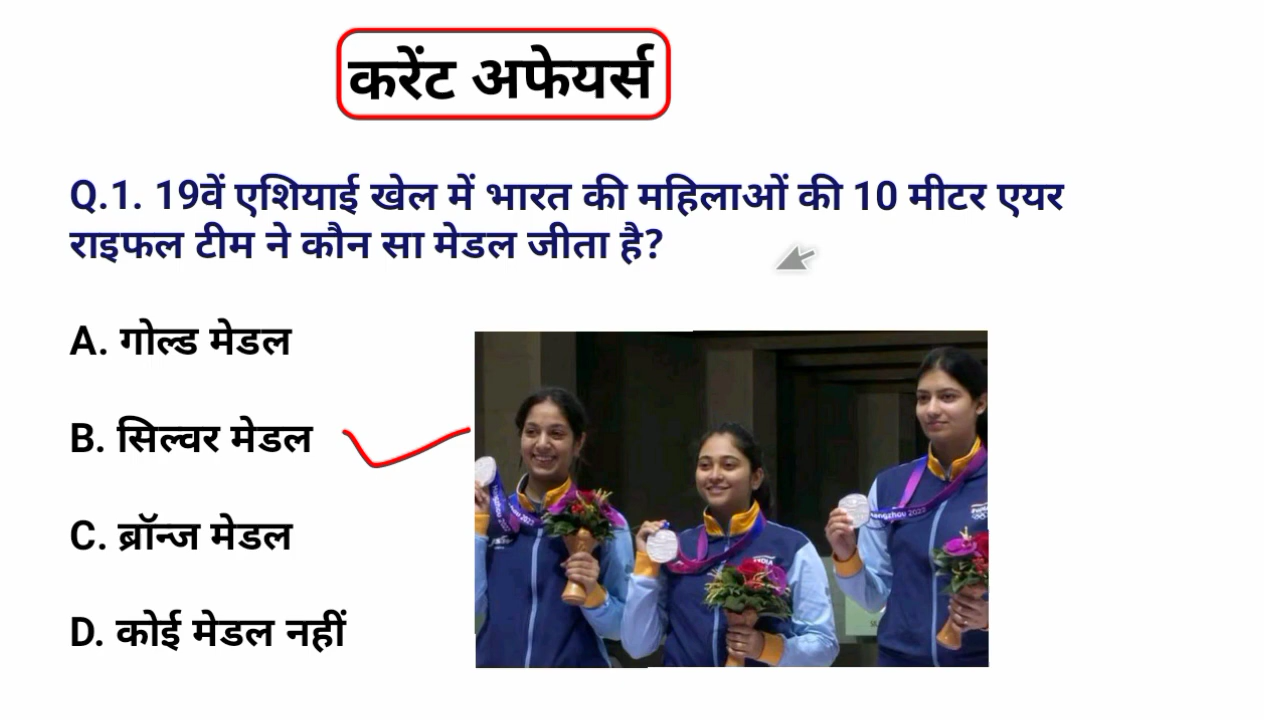 करेंट अफेयर्स
Q.1. 19वें एशियाई खेल में भारत की महिलाओं की 10 मीटर एयर
राइफल टीम ने कौन सा मेडल जीता है?
A. गोल्ड मेडल
B. सिल्वर मेडल
C. ब्रॉन्ज मेडल
D. कोई मेडल नहीं
INDIA